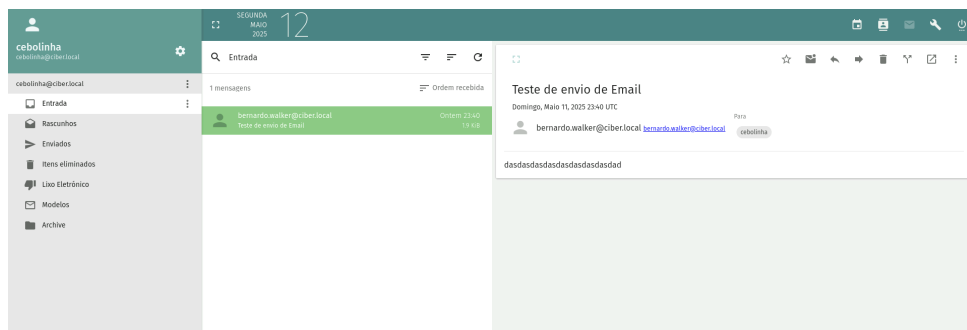 cebolinha
cebolinha@ciber.local
cebolinha@ciber.local
Entrada
Rascunhos
Enviados
Itens eliminados
Lixo Eletrónico
Modelos
Archive
SEGUNDA
MAIO
2025
12
Entrada
1 mensagens
Ordem recebida
bernardo.walker@ciber.local
Ontem 23:40
Teste de envio de Email
1.9 KiB
Teste de envio de Email
Domingo, Maio 11, 2025 23:40 UTC
bernardo.walker@ciber.local bernardo.walker@ciber.local
Para
cebolinha
dasdasdasdasdasdasdasdasdad